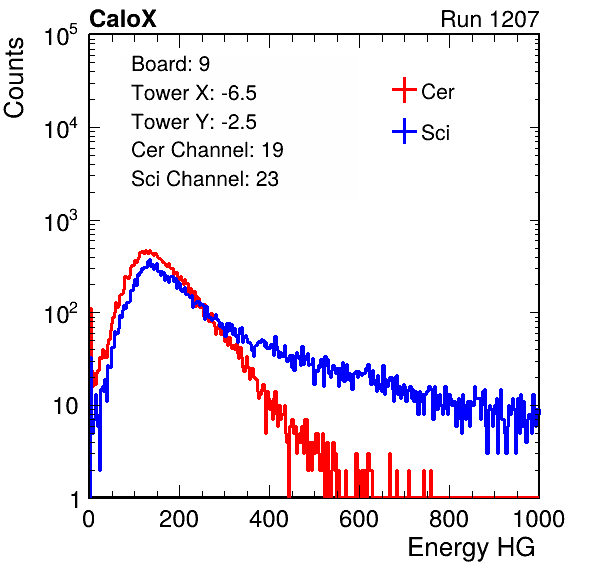 CaloX Run 1207
Counts
Board: 9
Tower X: -6.5
Tower Y: -2.5
Cer Channel: 19
Sci Channel: 23
Cer
Sci
10^5
10^4
10^3
10^2
10
1
0 200 400 600 800 1000
Energy HG